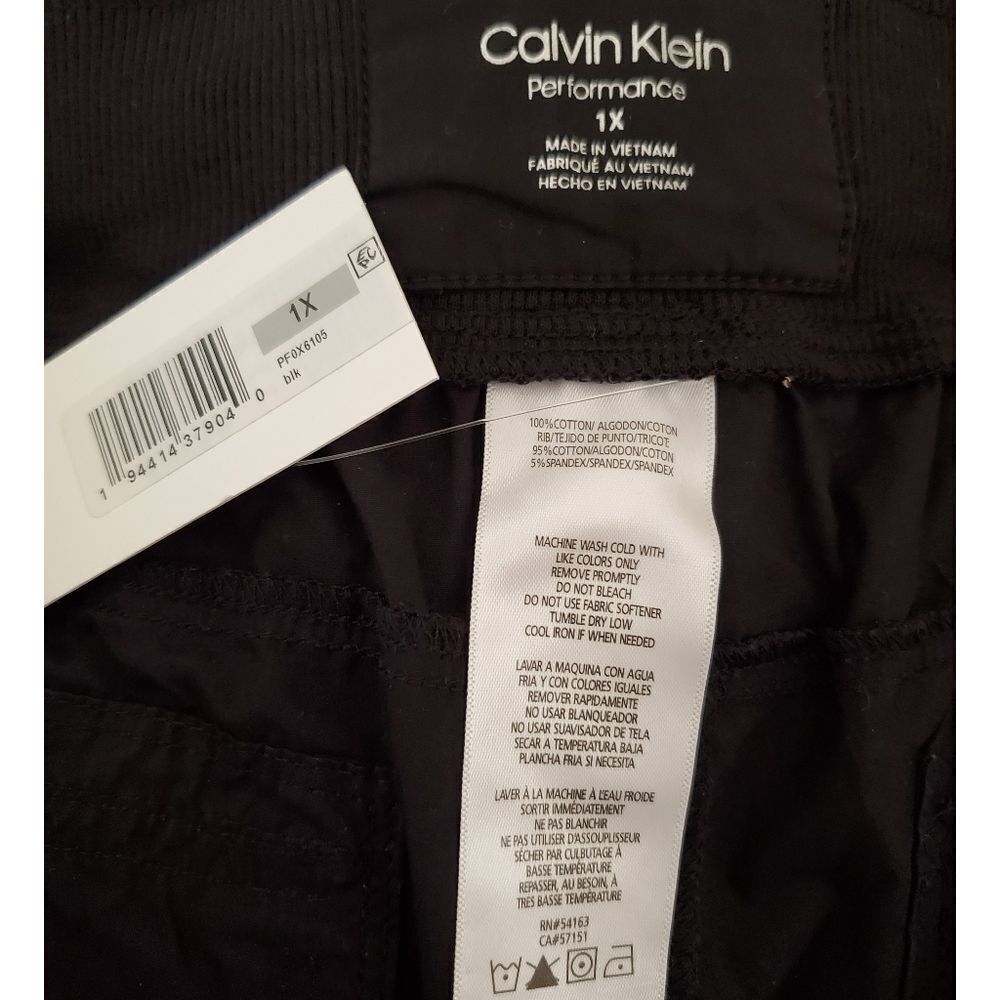 Calvin Klein
Performance
1X
MADE IN VIETNAM
FABRIQUÉ AU VIETNAM
HECHO EN VIETNAM
1X
PF0X6105
blk
1 94414 37904 0
100%COTTON/ ALGODON/COTON
RIB/TEJIDO DE PUNTO/TRICOT:
95%COTTON/ALGODON/COTON
5%SPANDEX/SPANDEX/SPANDEX
MACHINE WASH COLD WITH
LIKE COLORS ONLY
REMOVE PROMPTLY
DO NOT BLEACH
DO NOT USE FABRIC SOFTENER
TUMBLE DRY LOW
COOL IRON IF WHEN NEEDED
LAVAR A MAQUINA CON AGUA
FRIA Y CON COLORES IGUALES
REMOVER RAPIDAMENTE
NO USAR BLANQUEADOR
NO USAR SUAVISADOR DE TELA
SECAR A TEMPERATURA BAJA
PLANCHA FRIA SI NECESITA
LAVER À LA MACHINE À L'EAU FROIDE
SORTIR IMMÉDIATEMENT
NE PAS BLANCHIR
NE PAS UTILISER D'ASSOUPLISSEUR
SÉCHER PAR CULBUTAGE À
BASSE TEMPÉRATURE
REPASSER, AU BESOIN, À
TRES BASSE TEMPÉRATURE
RN#54163
CA#57151